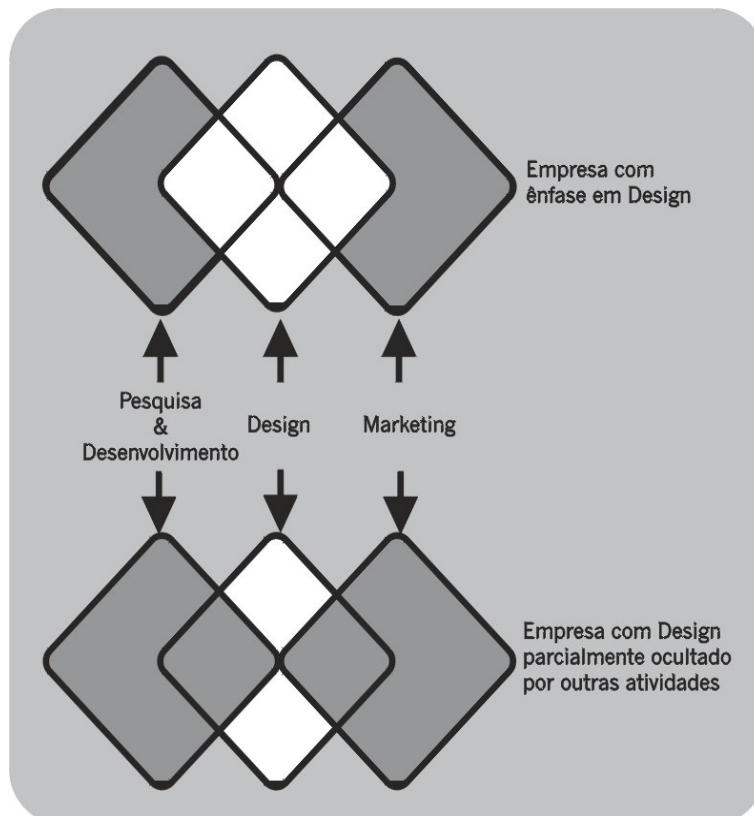 Empresa com
ênfase em Design
Pesquisa
&
Desenvolvimento
Design
Marketing
Empresa com Design
parcialmente ocultado
por outras atividades